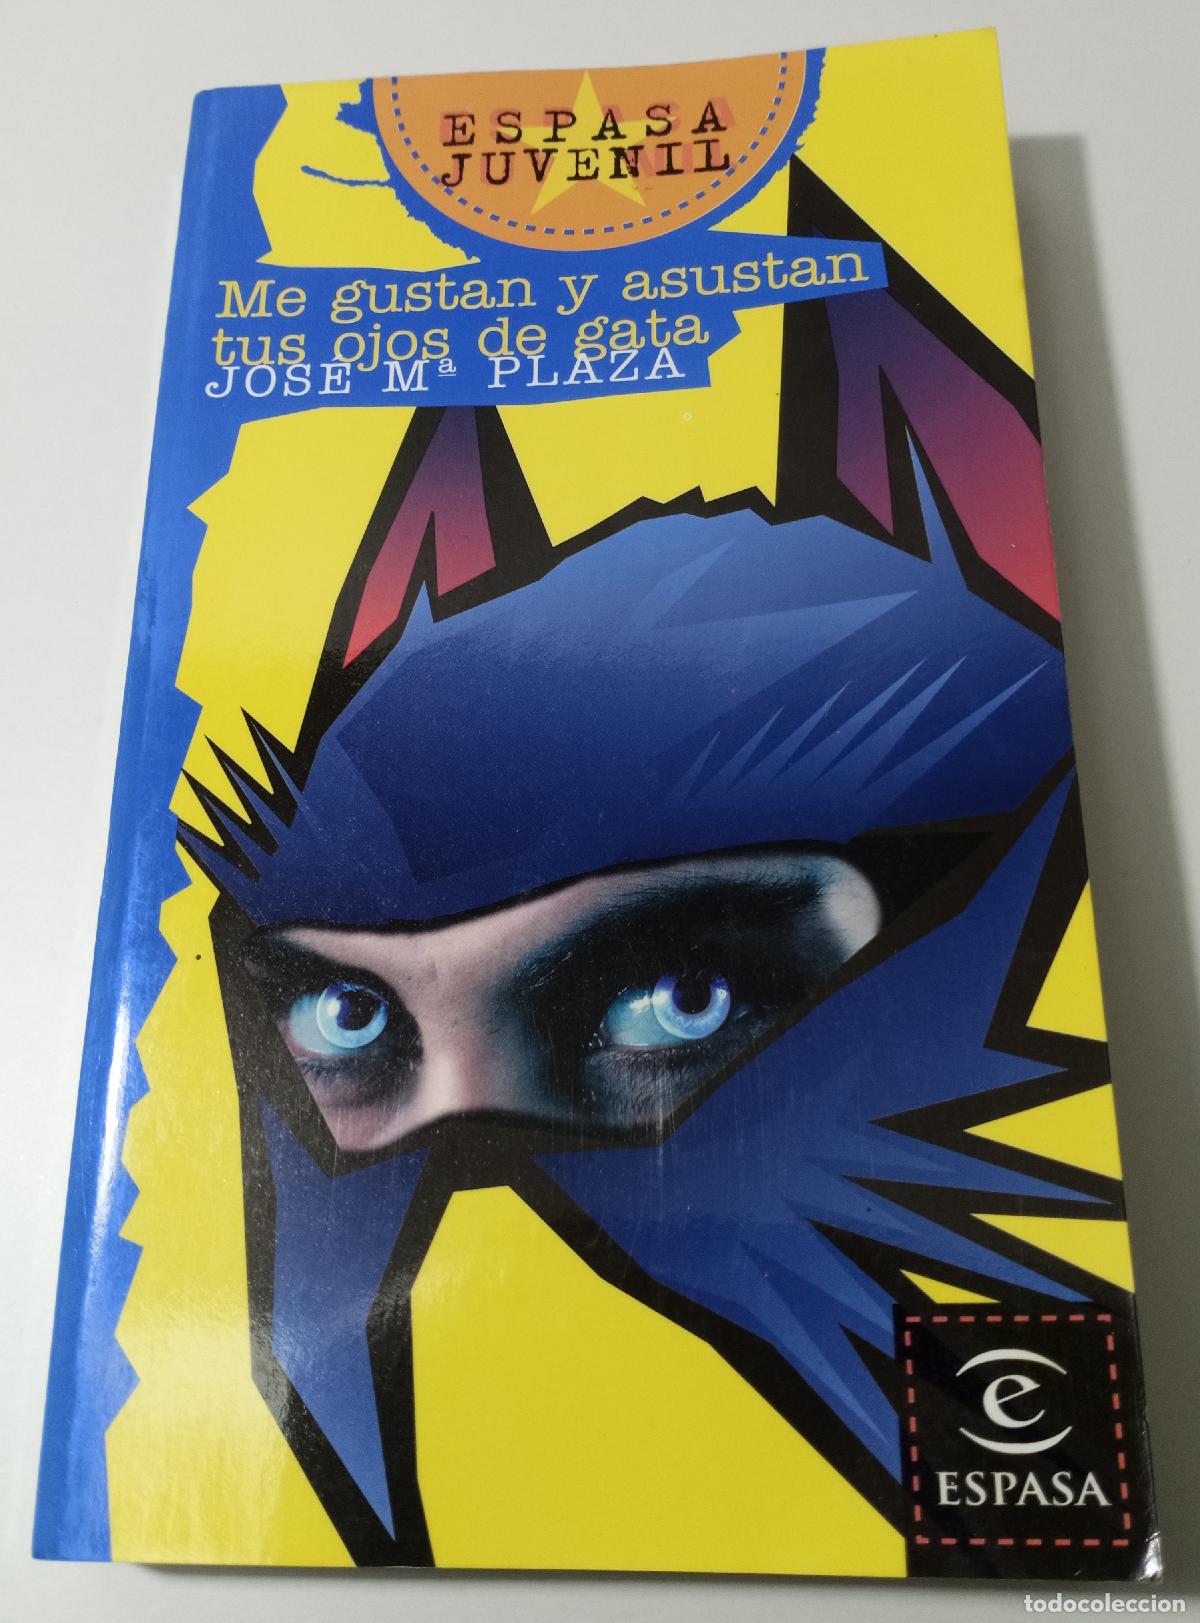 ESPASA
JUVENIL
Me gustan y asustan
tus ojos de gata
JOSÉ Mª PLAZA
e
ESPASA
todocoleccion